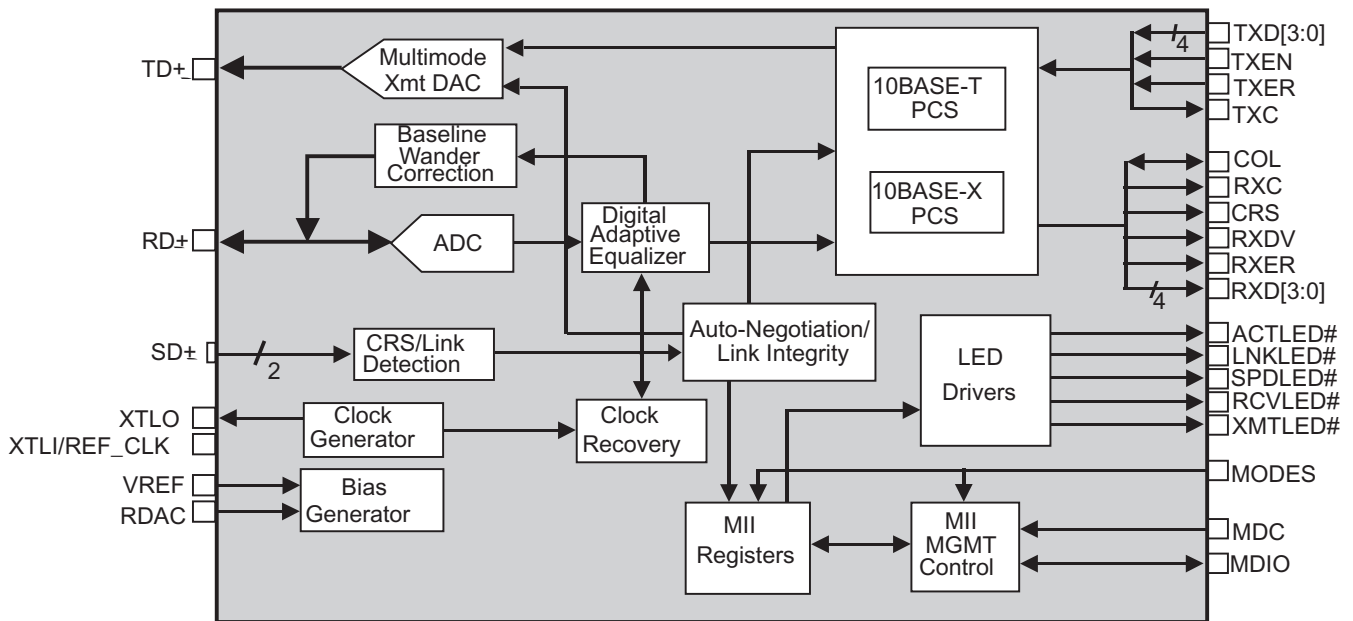 TD±
RD±
SD±
2
XTLO
XTLI/REF_CLK
VREF
RDAC
Multimode
Xmt DAC
Baseline
Wander
Correction
ADC
Digital
Adaptive
Equalizer
CRS/Link
Detection
Clock
Generator
Bias
Generator
Clock
Recovery
Auto-Negotiation/
Link Integrity
10BASE-T
PCS
10BASE-X
PCS
LED
Drivers
MII
Registers
MII
MGMT
Control
4
TXD[3:0]
TXEN
TXER
TXC
COL
RXC
CRS
RXDV
RXER
4
RXD[3:0]
ACTLED#
LNKLED#
SPDLED#
RCVLED#
XMTLED#
MODES
MDC
MDIO